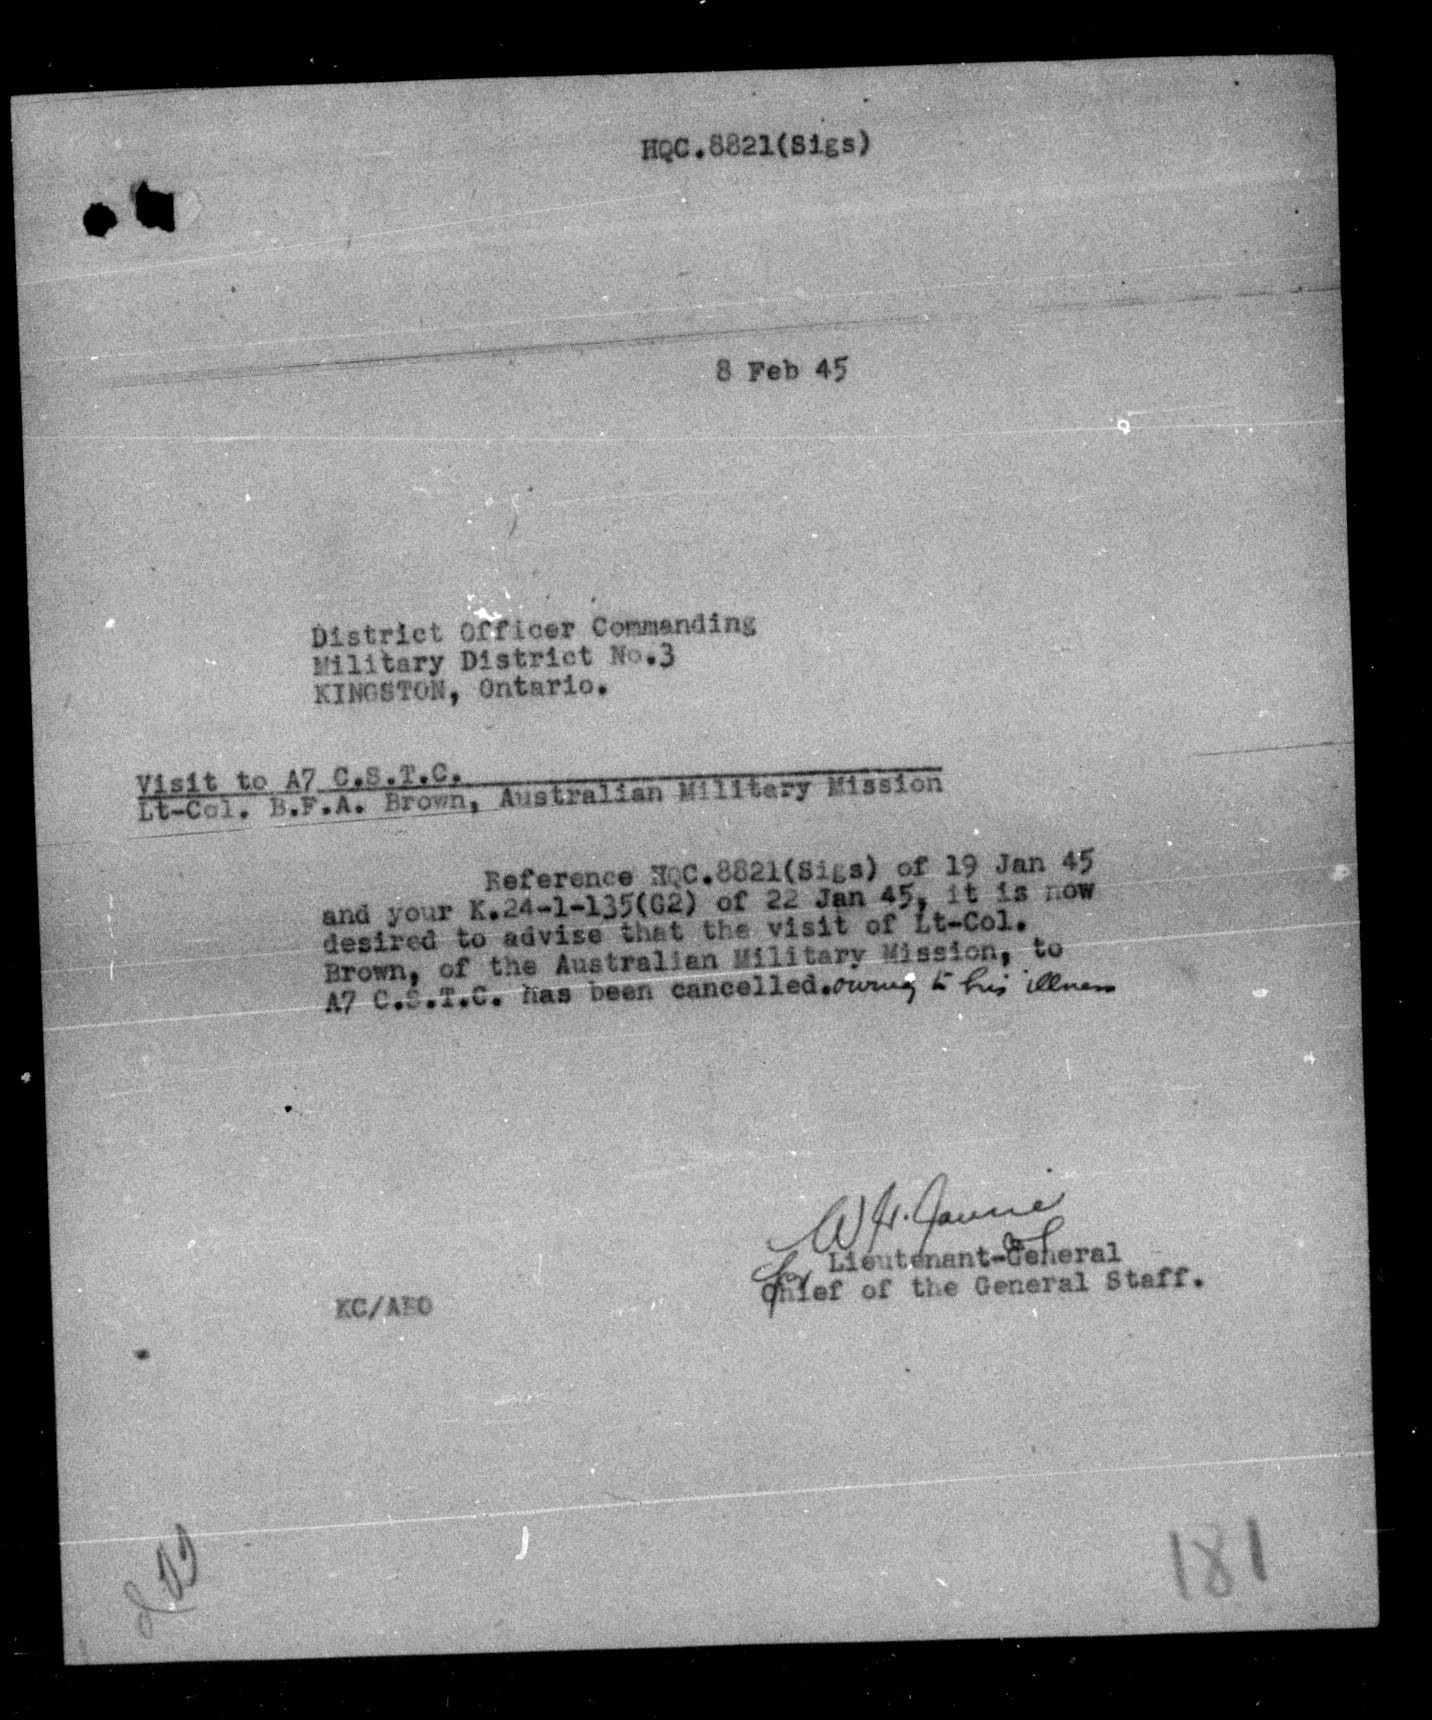 HQC.8821(Sigs)
8 Feb 45
District Officer Commanding
Military District No.3
KINGSTON, Ontario.
Visit to A7 C.S.T.C.
Lt-Col. B.F.A. Brown, Australian Military Mission
Reference HQC.8821(Sigs) of 19 Jan 45
and your K.24-1-135(G2) of 22 Jan 45, it is now
desired to advise that the visit of Lt-Col.
Brown, of the Australian Military Mission, to
A7 C.S.T.C. has been cancelled. owing to his illness
W H.
for
Lieutenant-General
Chief of the General Staff.
KC/AEO
181